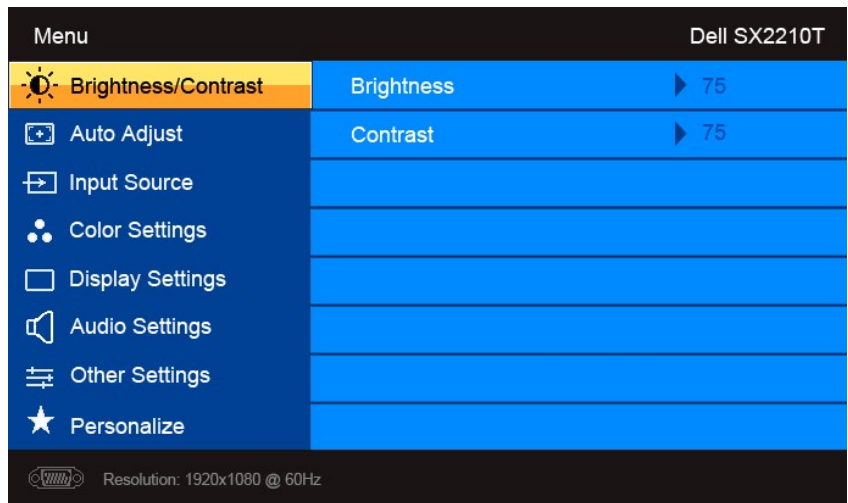 Menu Dell SX2210T
Brightness/Contrast Brightness 75
Auto Adjust Contrast 75
Input Source
Color Settings
Display Settings
Audio Settings
Other Settings
Personalize
Resolution: 1920x1080 @ 60Hz